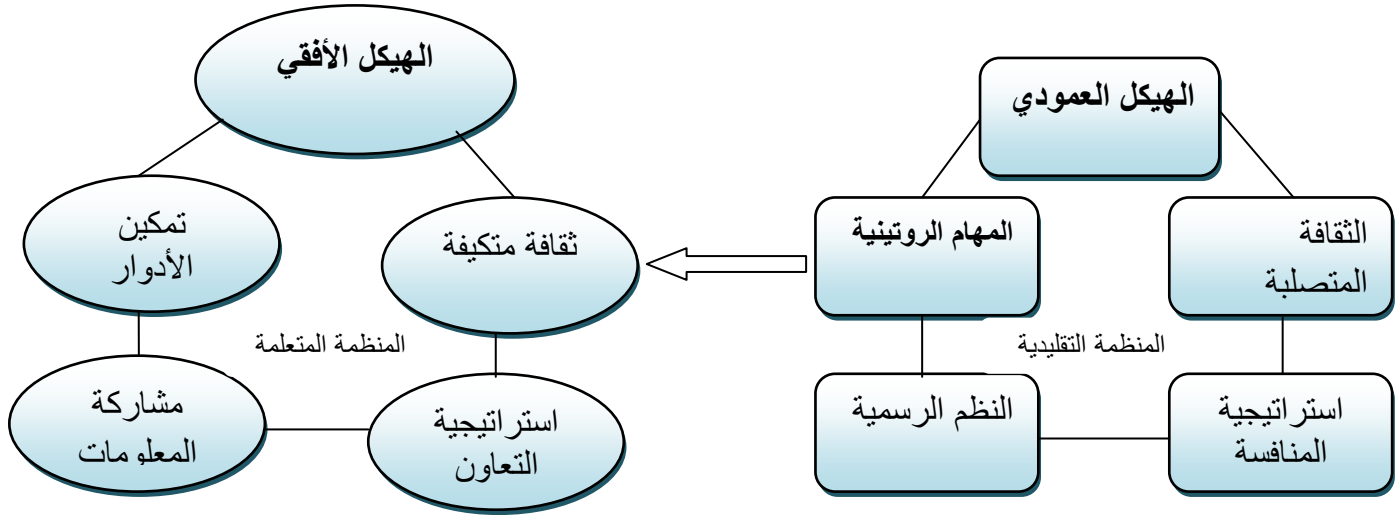 الهيكل العمودي
المهام الروتينية
الثقافة
المتصلبة
المنظمة التقليدية
النظم الرسمية
استراتيجية
المنافسة
الهيكل الأفقي
ثقافة متكيفة
تمكين
الأدوار
المنظمة المتعلمة
استراتيجية
التعاون
مشاركة
المعلومات